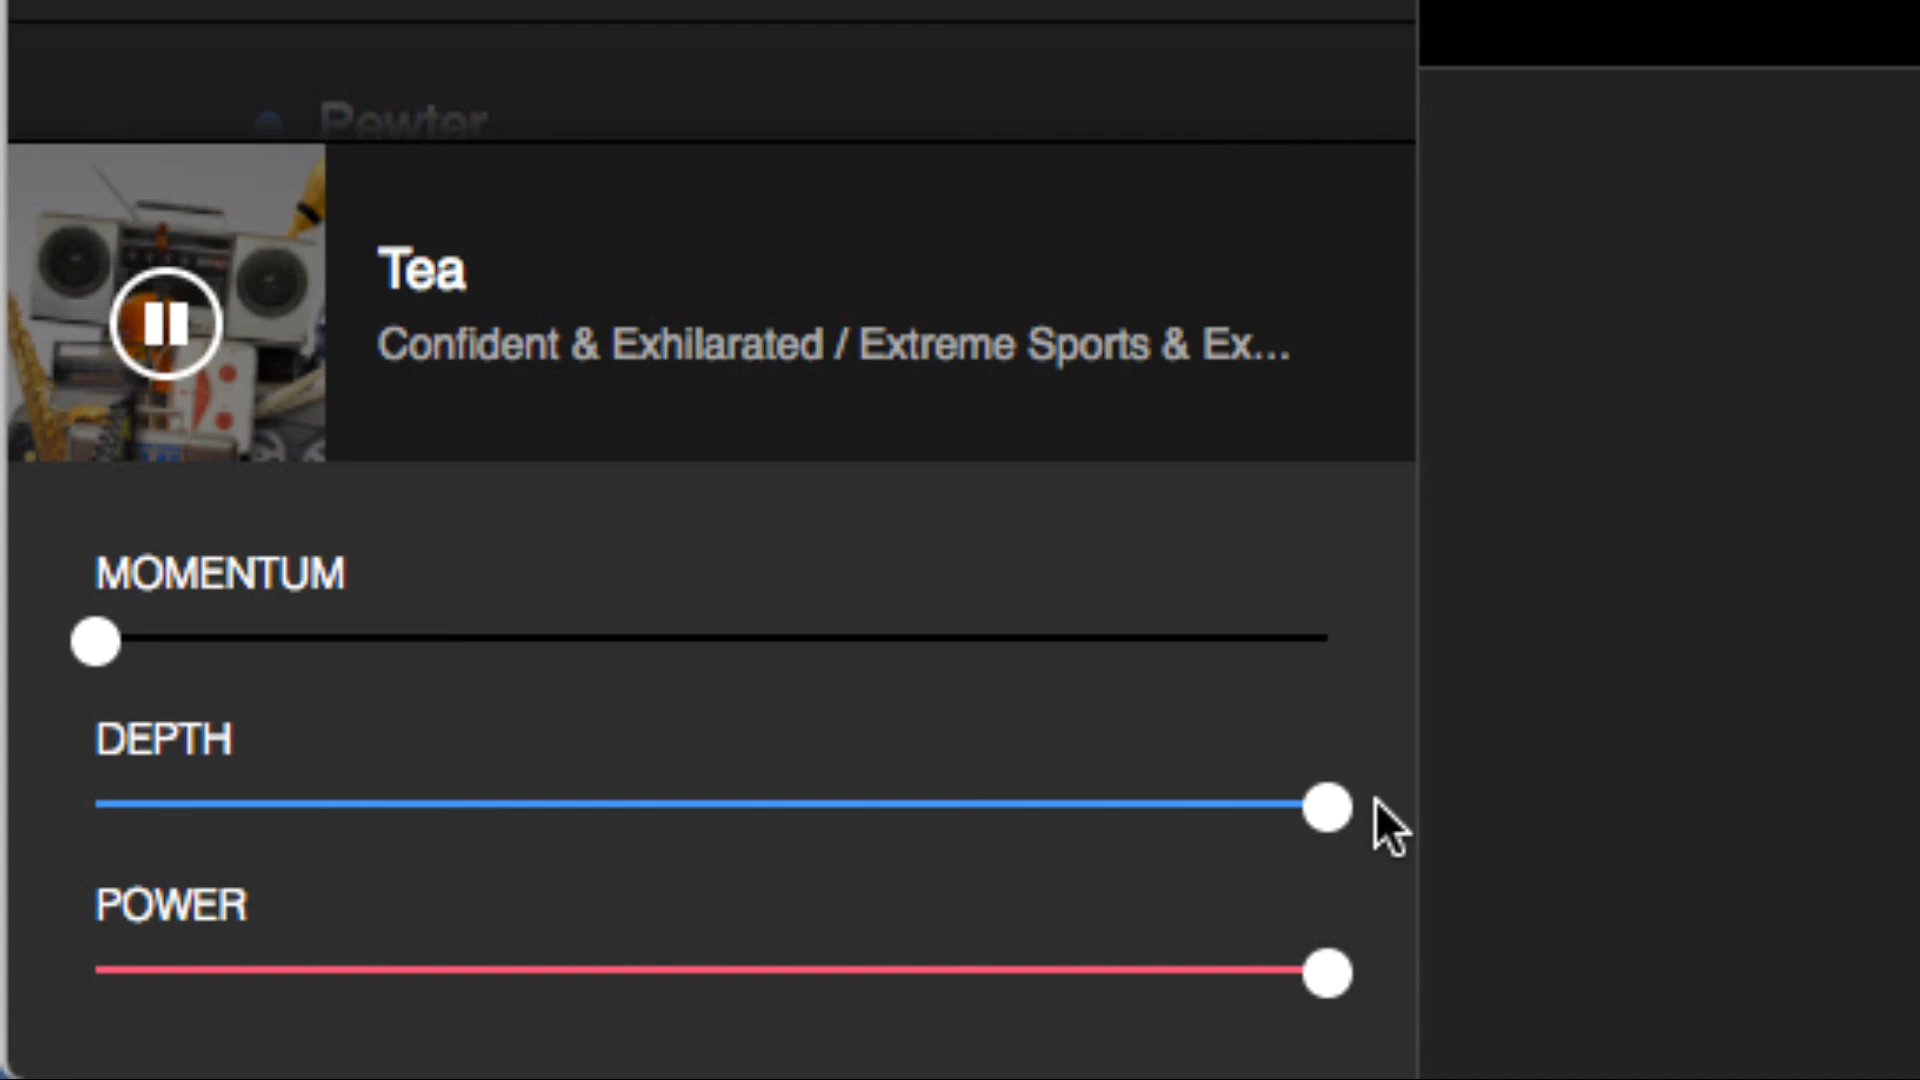 Pewter
Tea
Confident & Exhilarated / Extreme Sports & Ex...
MOMENTUM
DEPTH
POWER